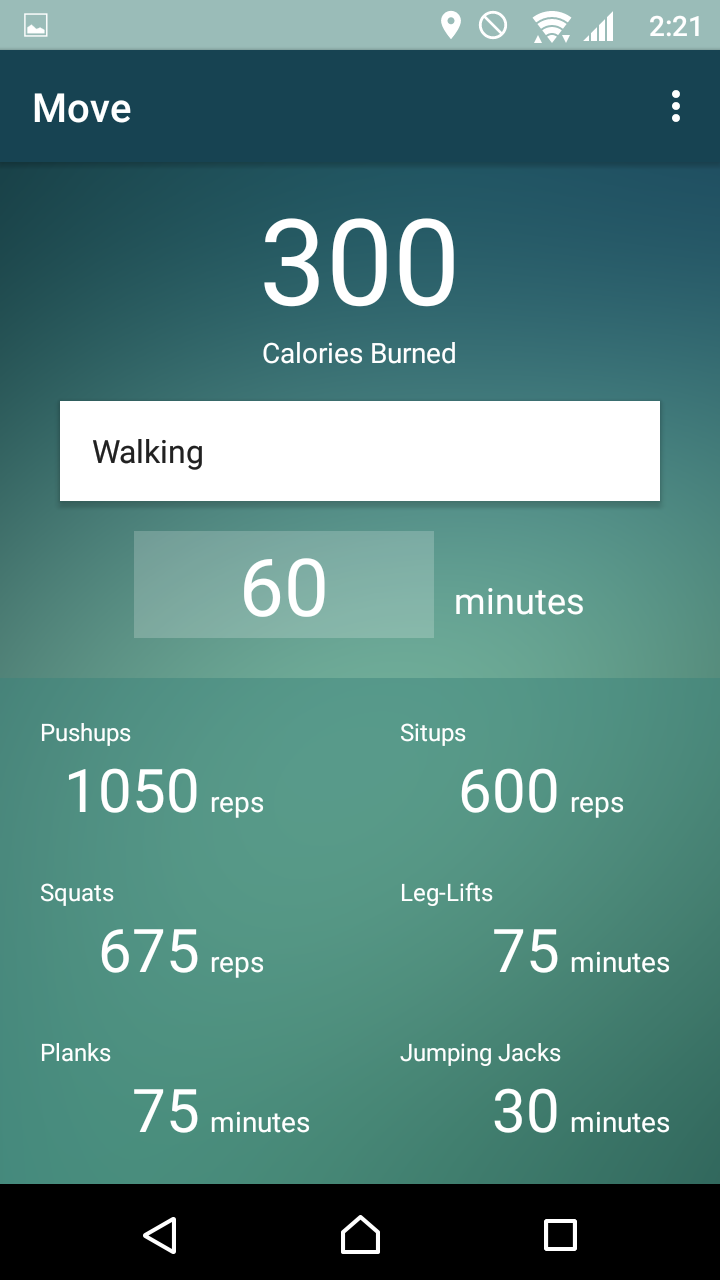 2:21
Move
300
Calories Burned
Walking
60 minutes
Pushups
1050 reps
Situps
600 reps
Squats
675 reps
Leg-Lifts
75 minutes
Planks
75 minutes
Jumping Jacks
30 minutes